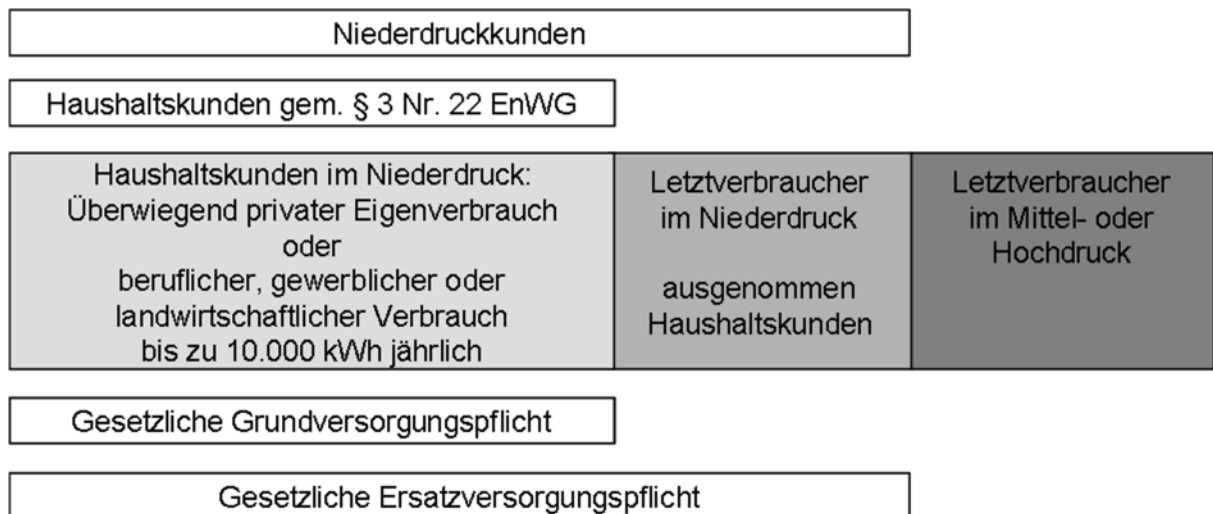 Niederdruckkunden
Haushaltskunden gem. § 3 Nr. 22 EnWG
Haushaltskunden im Niederdruck:
Überwiegend privater Eigenverbrauch
oder
beruflicher, gewerblicher oder
landwirtschaftlicher Verbrauch
bis zu 10.000 kWh jährlich
Letztverbraucher
im Niederdruck
ausgenommen
Haushaltskunden
Letztverbraucher
im Mittel- oder
Hochdruck
Gesetzliche Grundversorgungspflicht
Gesetzliche Ersatzversorgungspflicht